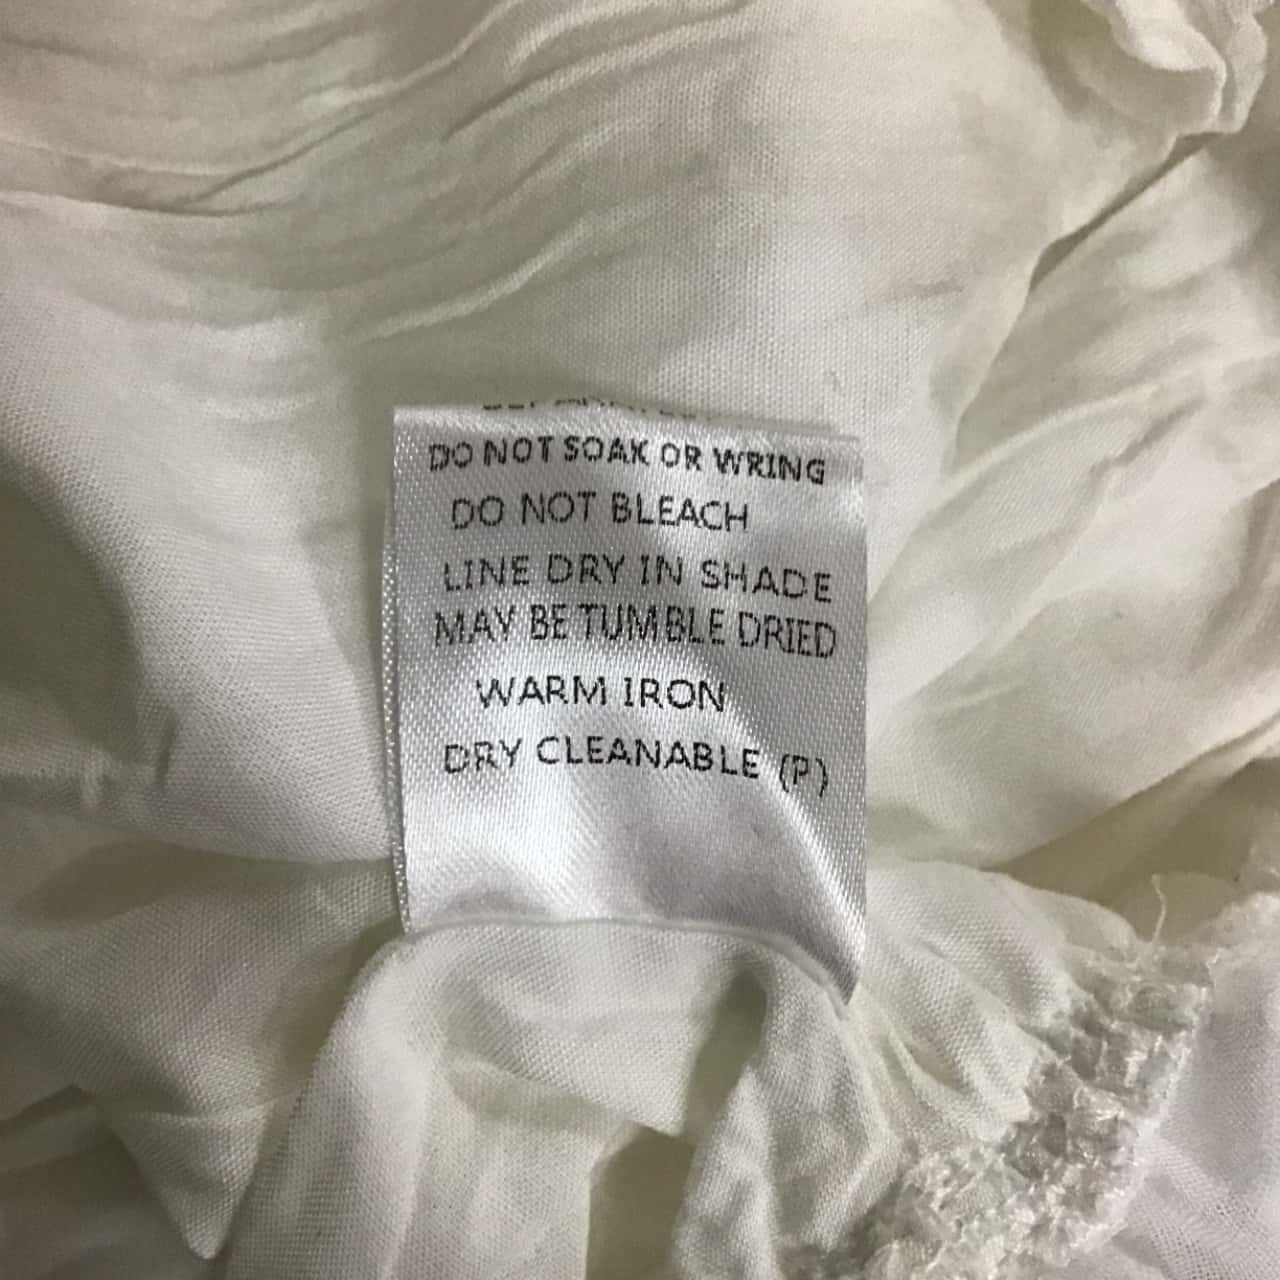 DO NOT SOAK OR WRING
DO NOT BLEACH
LINE DRY IN SHADE
MAY BE TUMBLE DRIED
WARM IRON
DRY CLEANABLE (P)